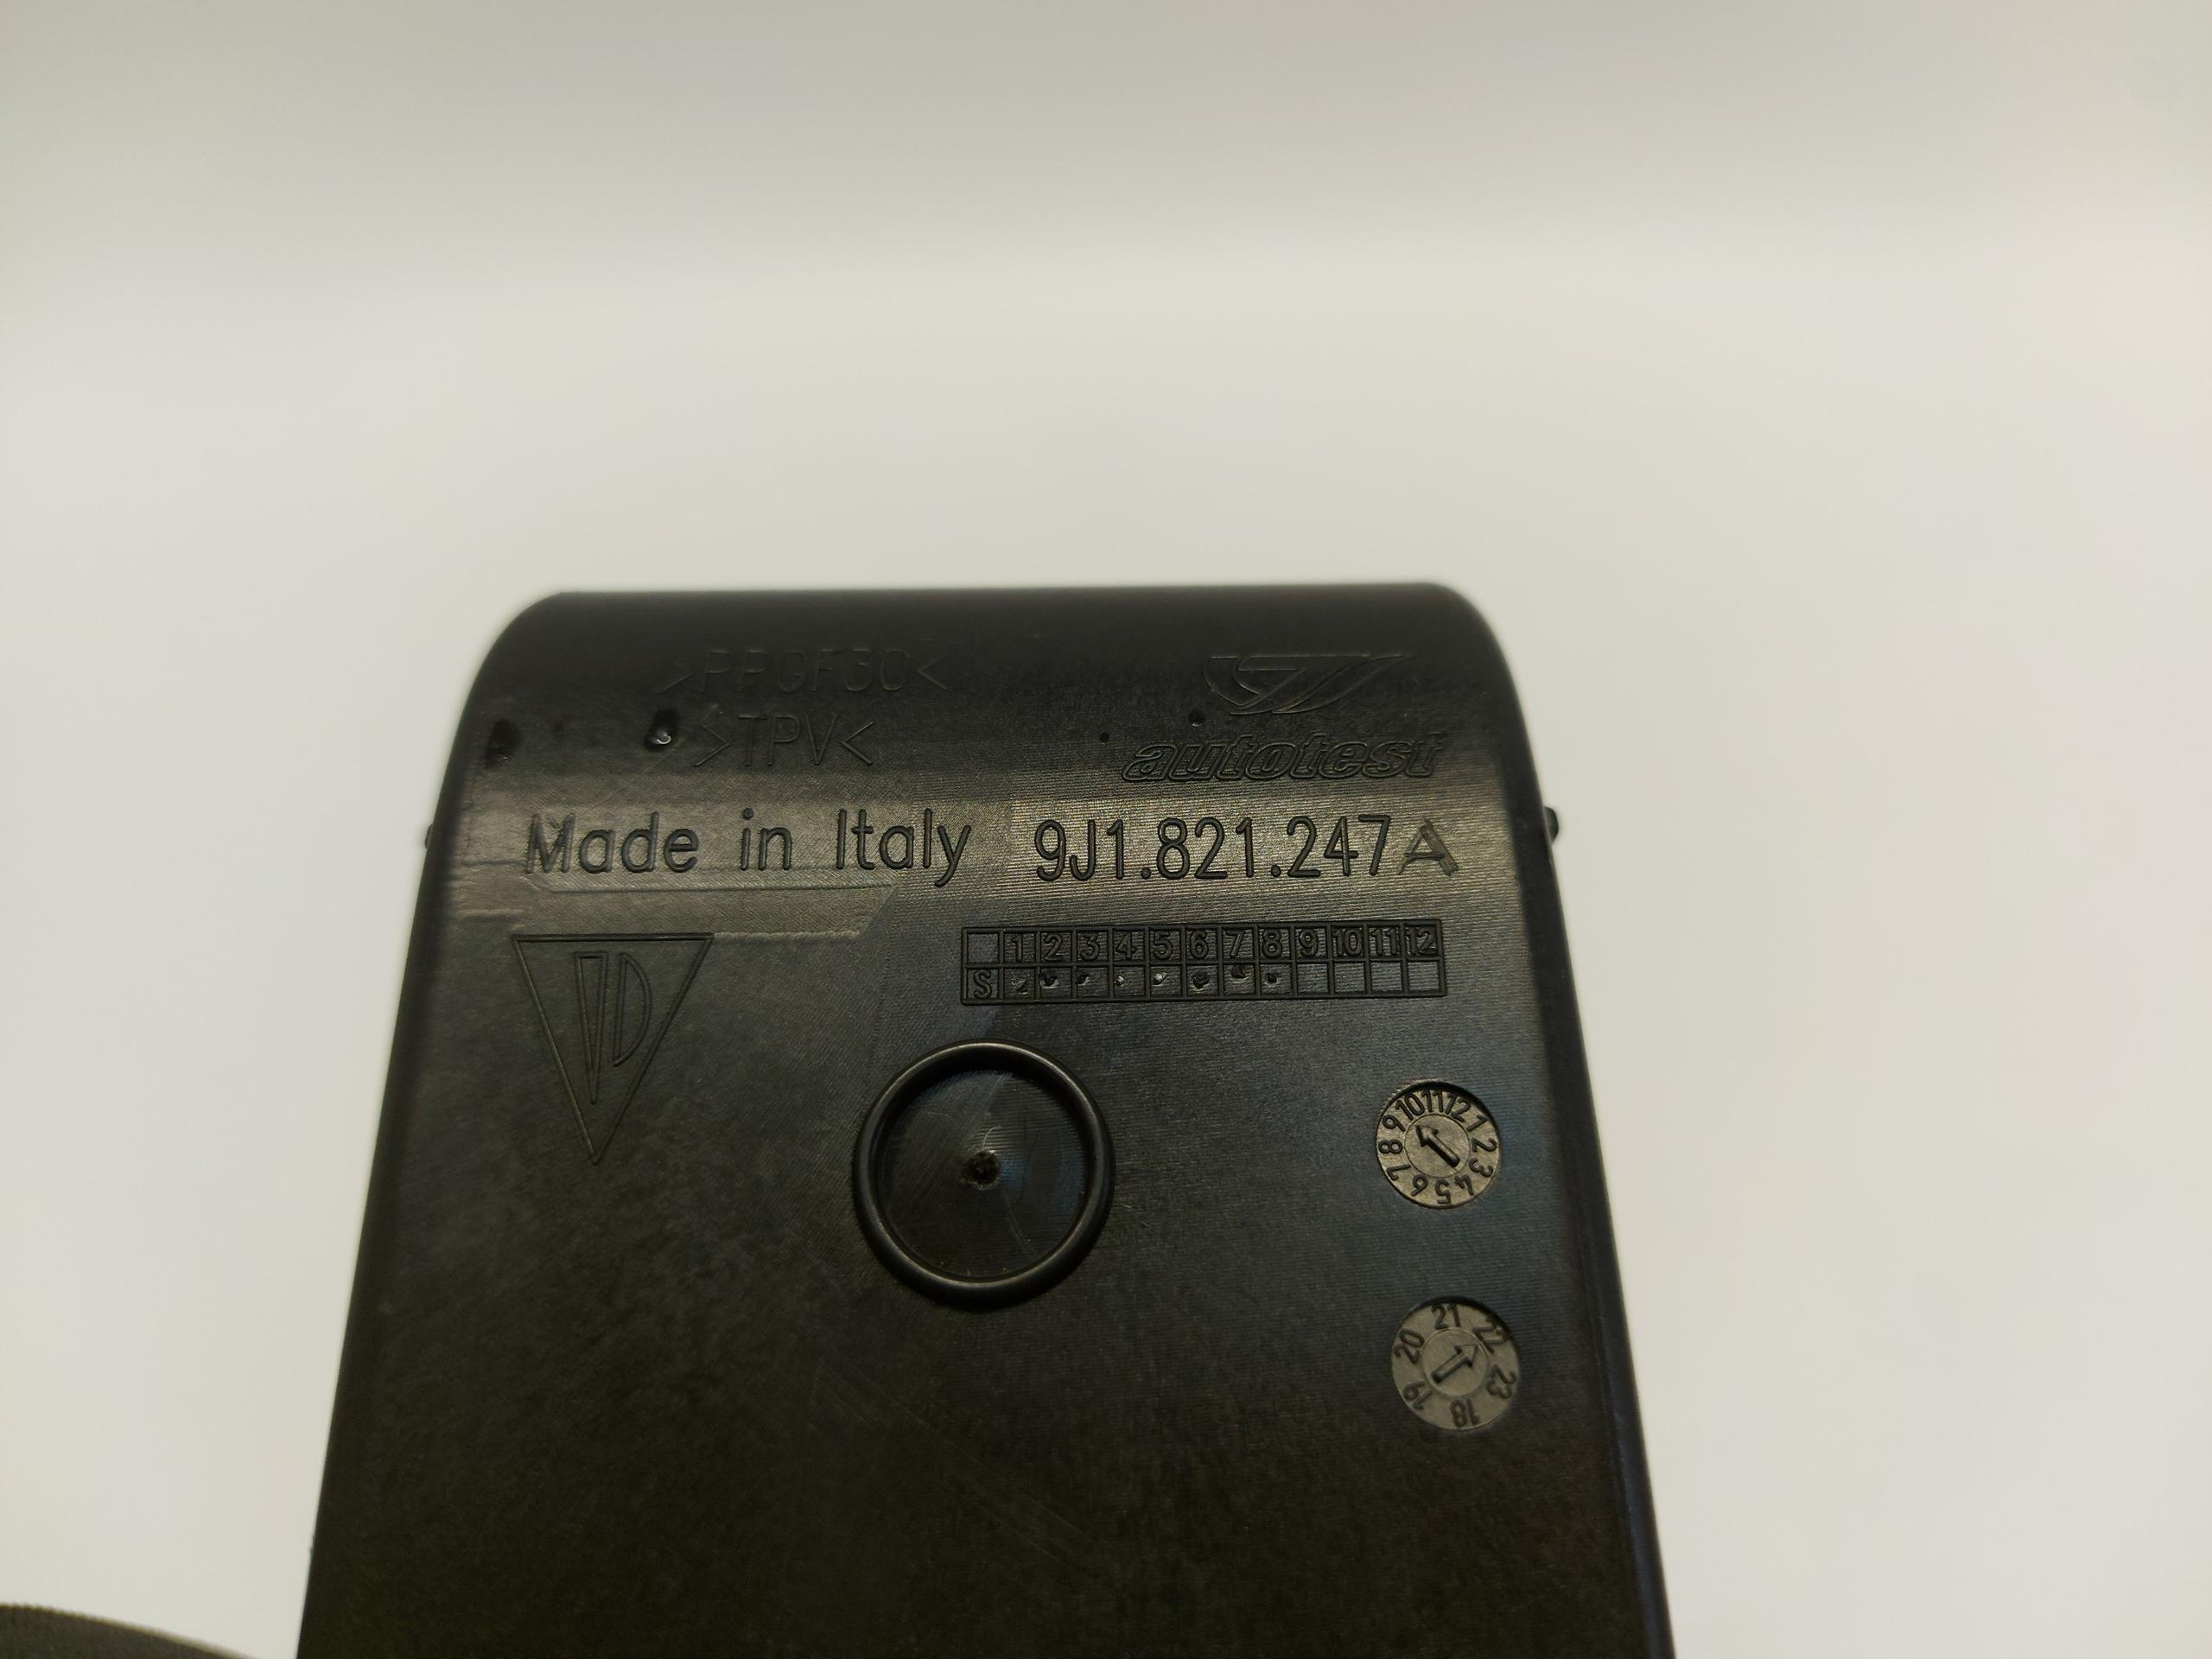 >PPGF30<
>TPV<
autotest
Made in Italy 9J1.821.247A
1 2 3 4 5 6 7 8 9 10 11 12
S
9 10 11 12 1 2 3 4 5 6 7 8
21 22 23 18 19 20